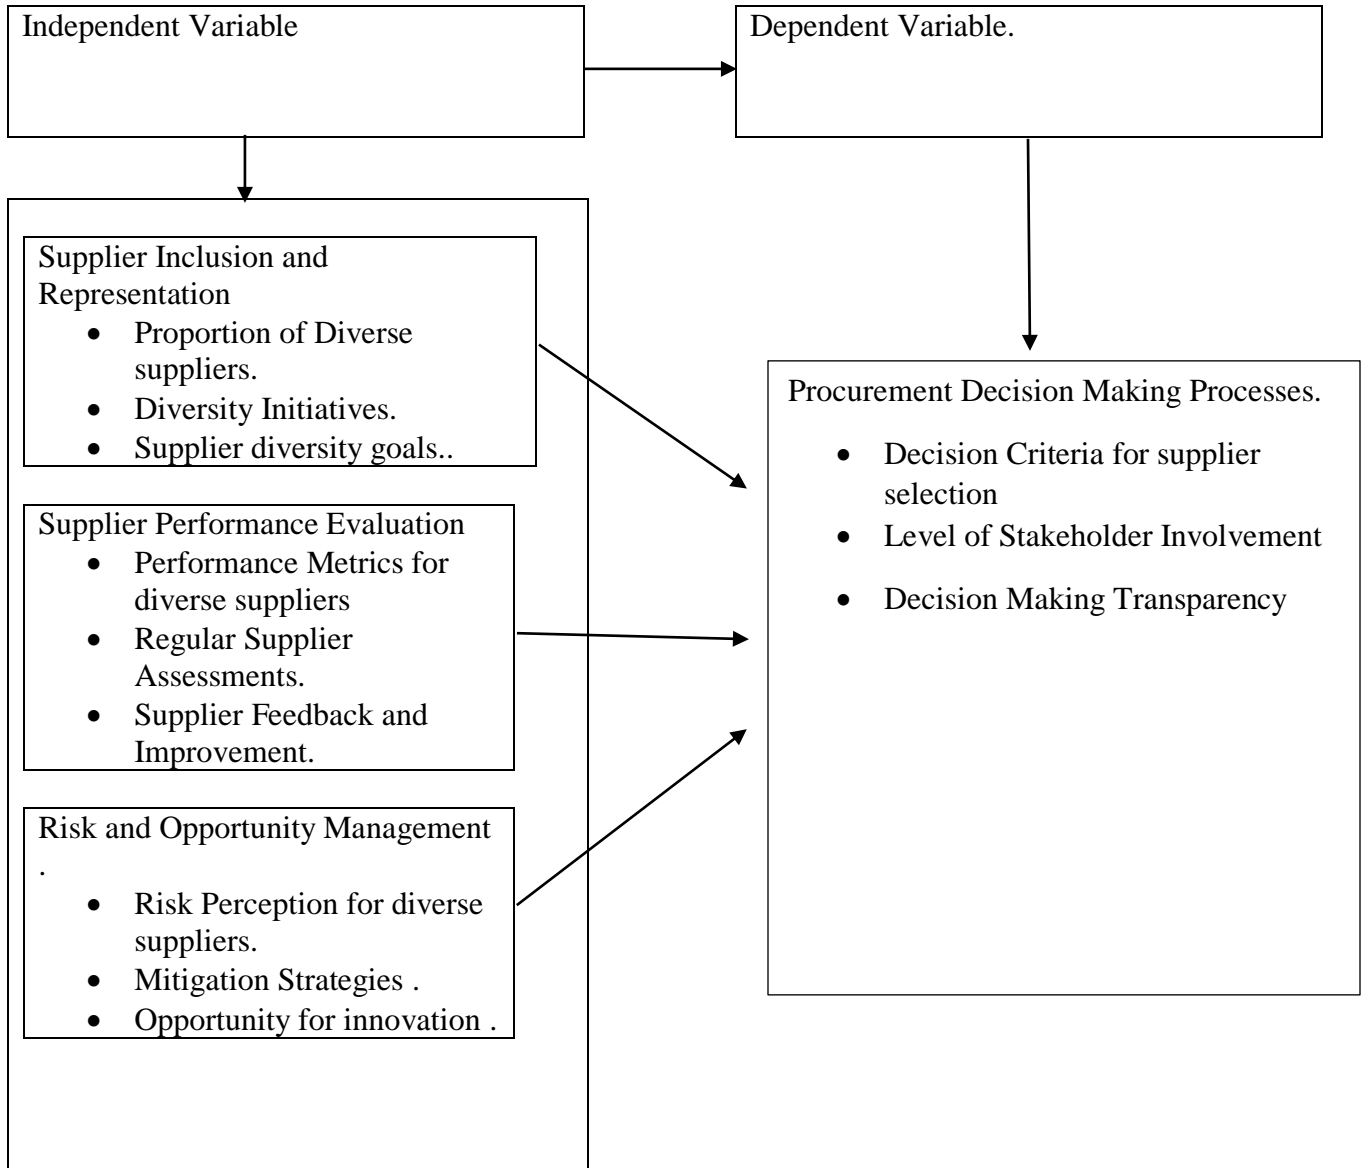 Independent Variable
Dependent Variable.
Supplier Inclusion and
Representation
• Proportion of Diverse
suppliers.
• Diversity Initiatives.
• Supplier diversity goals..
Supplier Performance Evaluation
• Performance Metrics for
diverse suppliers
• Regular Supplier
Assessments.
• Supplier Feedback and
Improvement.
Risk and Opportunity Management
.
• Risk Perception for diverse
suppliers.
• Mitigation Strategies .
• Opportunity for innovation .
Procurement Decision Making Processes.
• Decision Criteria for supplier
selection
• Level of Stakeholder Involvement
• Decision Making Transparency